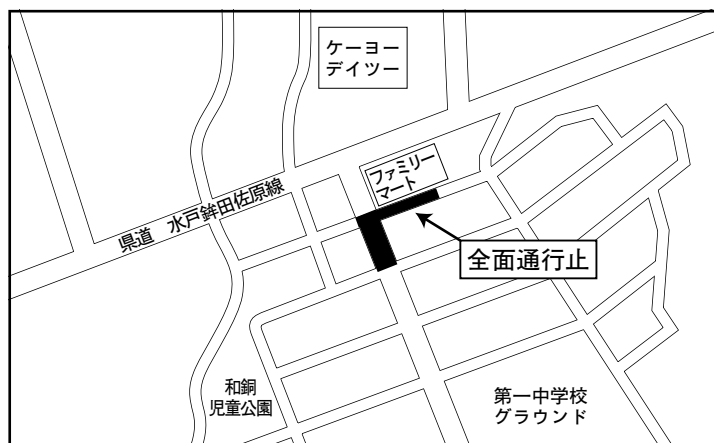 ケーヨー
デイツー
ファミリー
マート
県道 水戸鉾田佐原線
全面通行止
和銅
児童公園
第一中学校
グラウンド